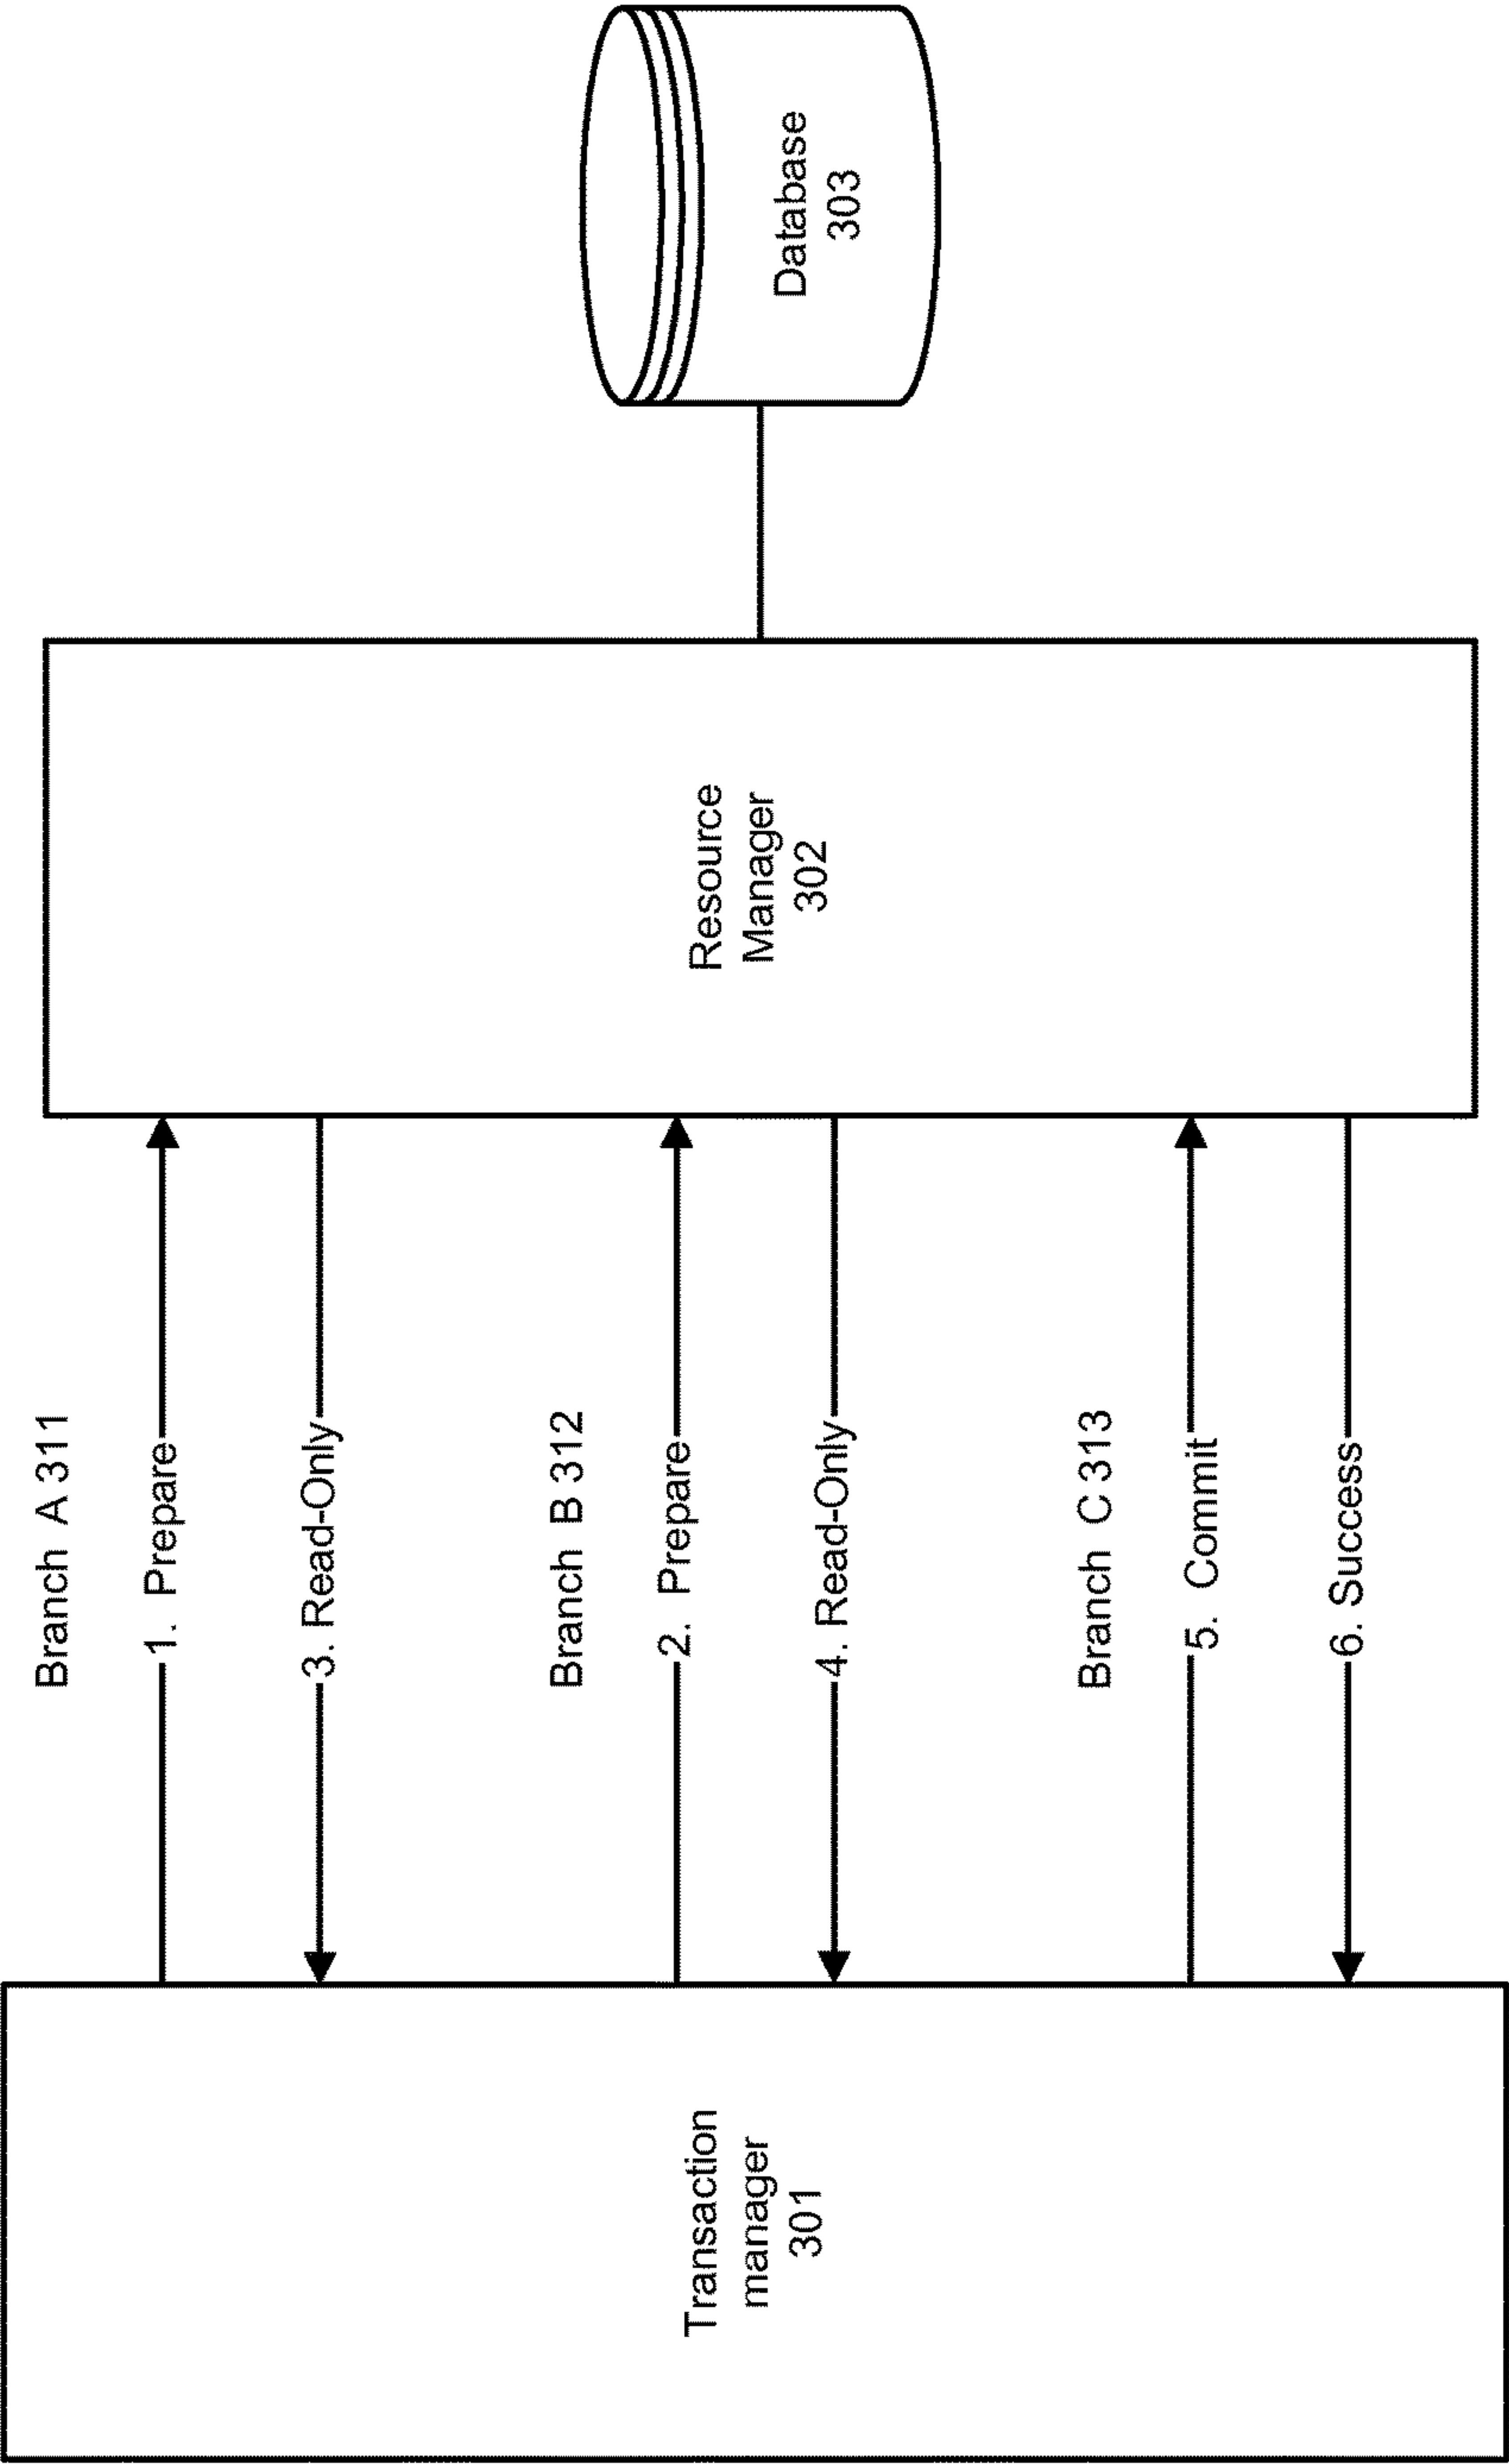 Branch A 311
1. Prepare
3. Read-Only
Branch B 312
2. Prepare
4. Read-Only
Branch C 313
5. Commit
6. Success
Transaction
manager
301
Resource
Manager
302
Database
303